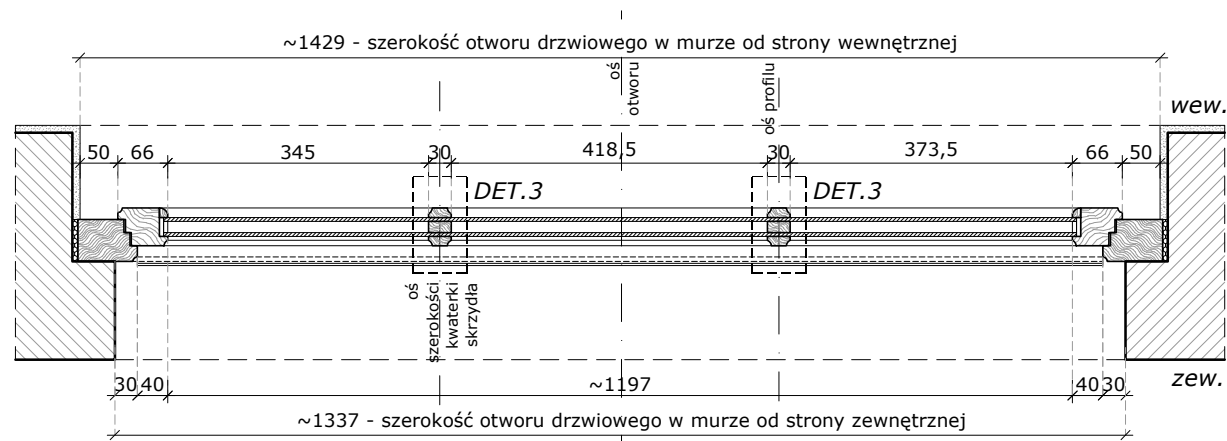 ~1429 - szerokość otworu drzwiowego w murze od strony wewnętrznej
oś
otworu
oś profilu
wew.
50 66 345 30 418,5 30 373,5 66 50
DET.3 DET.3
oś
szerokości
kwaterki
skrzydła
30 40 ~1197 40 30
zew.
~1337 - szerokość otworu drzwiowego w murze od strony zewnętrznej